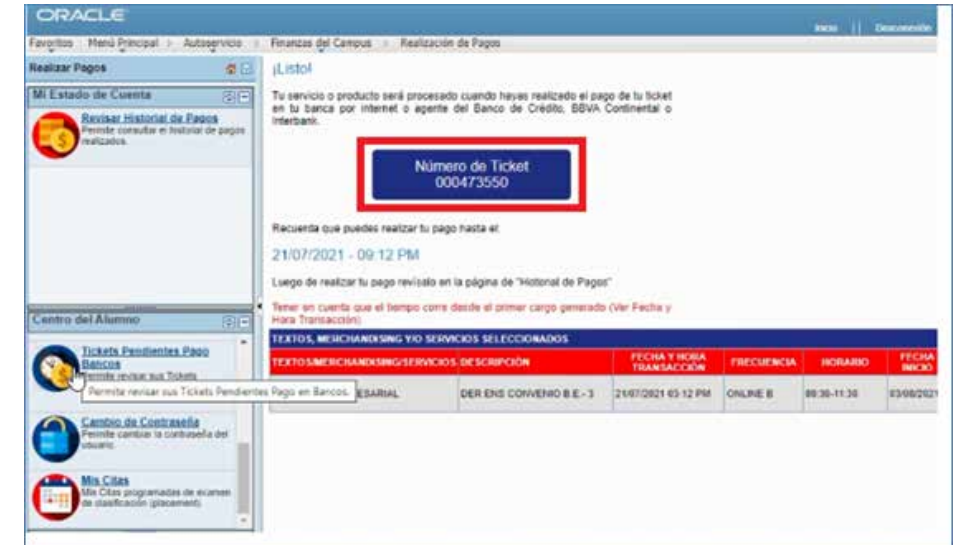 ORACLE
Inicio || Desconexión
Favoritos Menú Principal > Autoservicio > Finanzas del Campus > Realización de Pagos
Realizar Pagos
Mi Estado de Cuenta
Revisar Historial de Pagos
Permite consultar el historial de pagos
realizados.
¡Listo!
Tu servicio o producto será procesado cuando hayas realizado el pago de tu ticket
en tu banca por internet o agente del Banco de Crédito, BBVA Continental o
Interbank.
Número de Ticket
000473550
Recuerda que puedes realizar tu pago hasta el:
21/07/2021 - 09:12 PM
Luego de realizar tu pago revísalo en la página de "Historial de Pagos"
Tener en cuenta que el tiempo corre desde el primer cargo generado (Ver Fecha y
Hora Transacción)
Centro del Alumno
Tickets Pendientes Pago
Bancos
Permite revisar sus Tickets
Permite revisar sus Tickets Pendientes Pago en Bancos.
Cambio de Contraseña
Permite cambiar la contraseña del
usuario.
Mis Citas
Mis Citas programadas de examen
de clasificación (placement)
TEXTOS, MERCHANDISING Y/O SERVICIOS SELECCIONADOS
TEXTOS/MERCHANDISING/SERVICIOS DESCRIPCIÓN FECHA Y HORA TRANSACCIÓN FRECUENCIA HORARIO FECHA INICIO
ESARIAL DER ENS CONVENIO B.E.- 3 21/07/2021 03:12 PM ONLINE B 09:30-11:30 03/08/2021